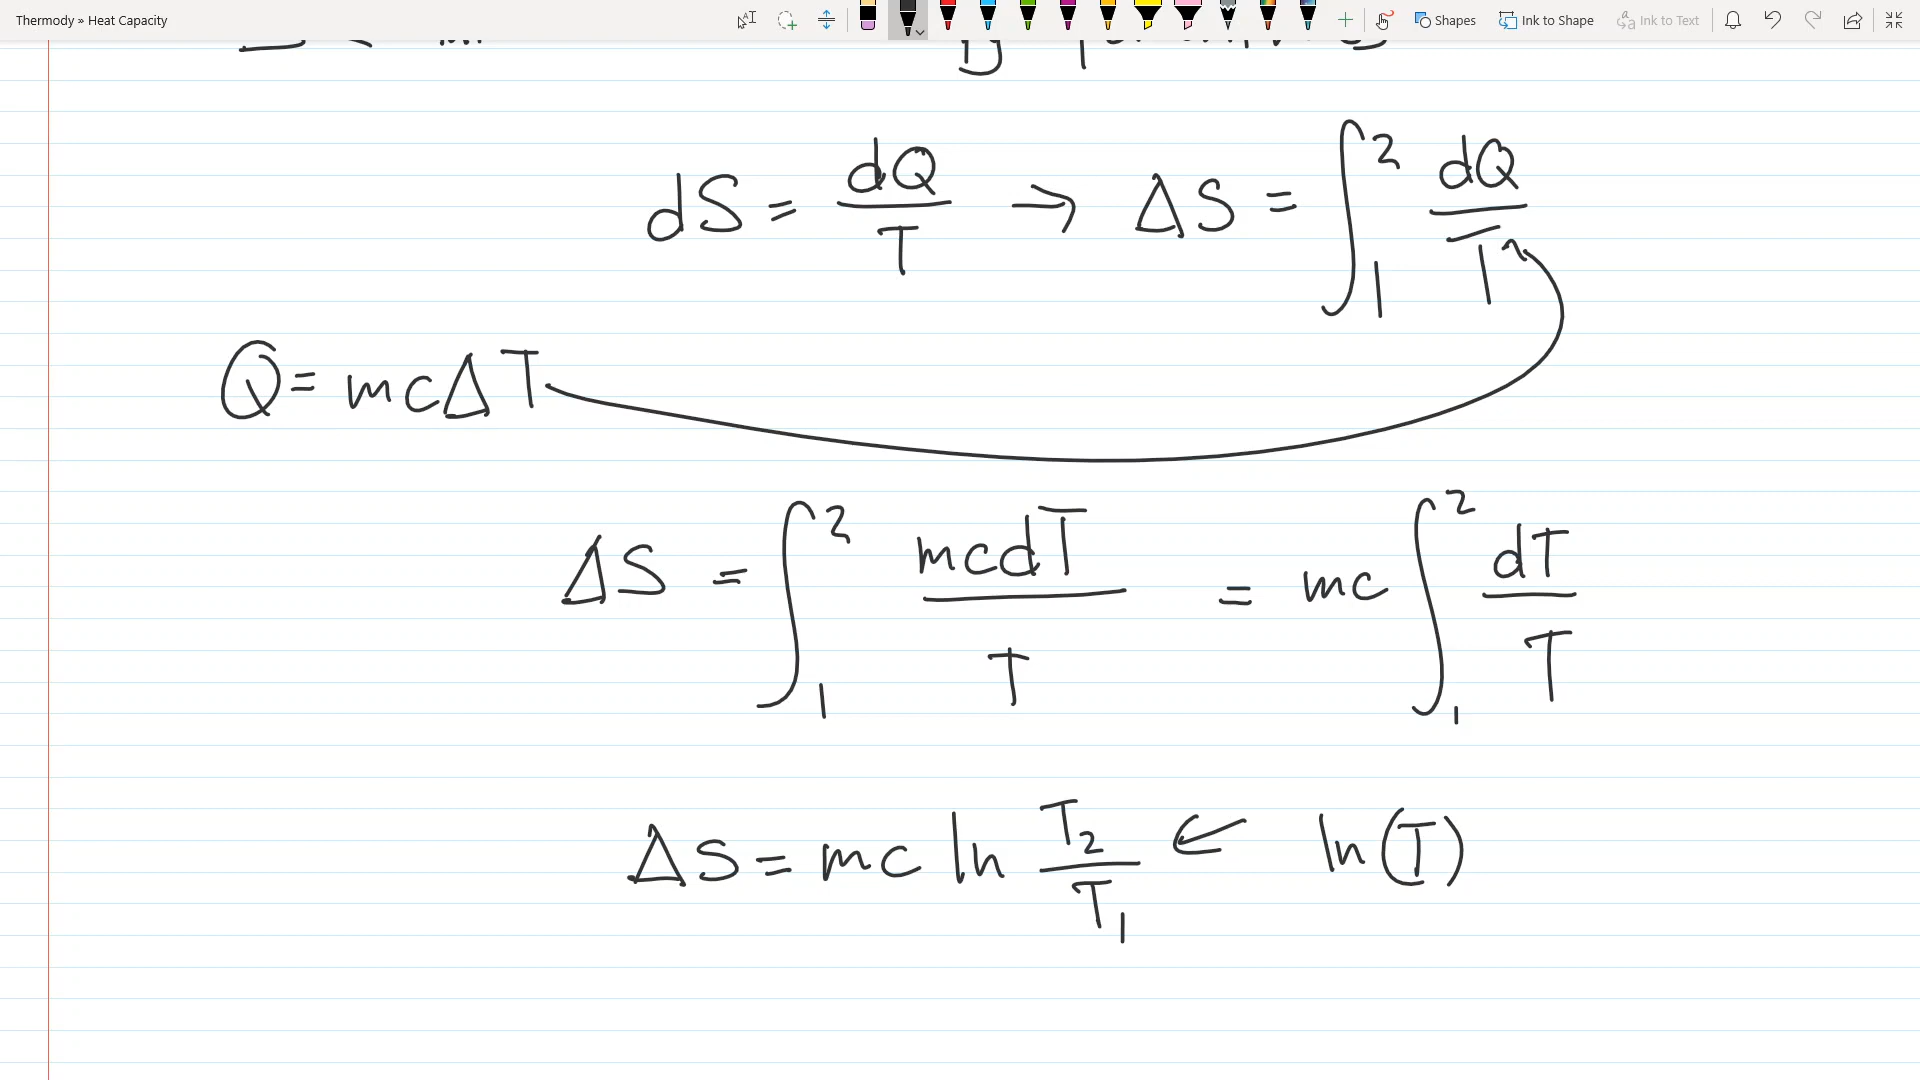 Thermody » Heat Capacity
Shapes
Ink to Shape
Ink to Text
dS = dQ/T → ΔS = ∫₁² dQ/T
Q = mcΔT
ΔS = ∫₁² mcdT/T = mc ∫₁² dT/T
ΔS = mc ln T₂/T₁ ← ln(T)